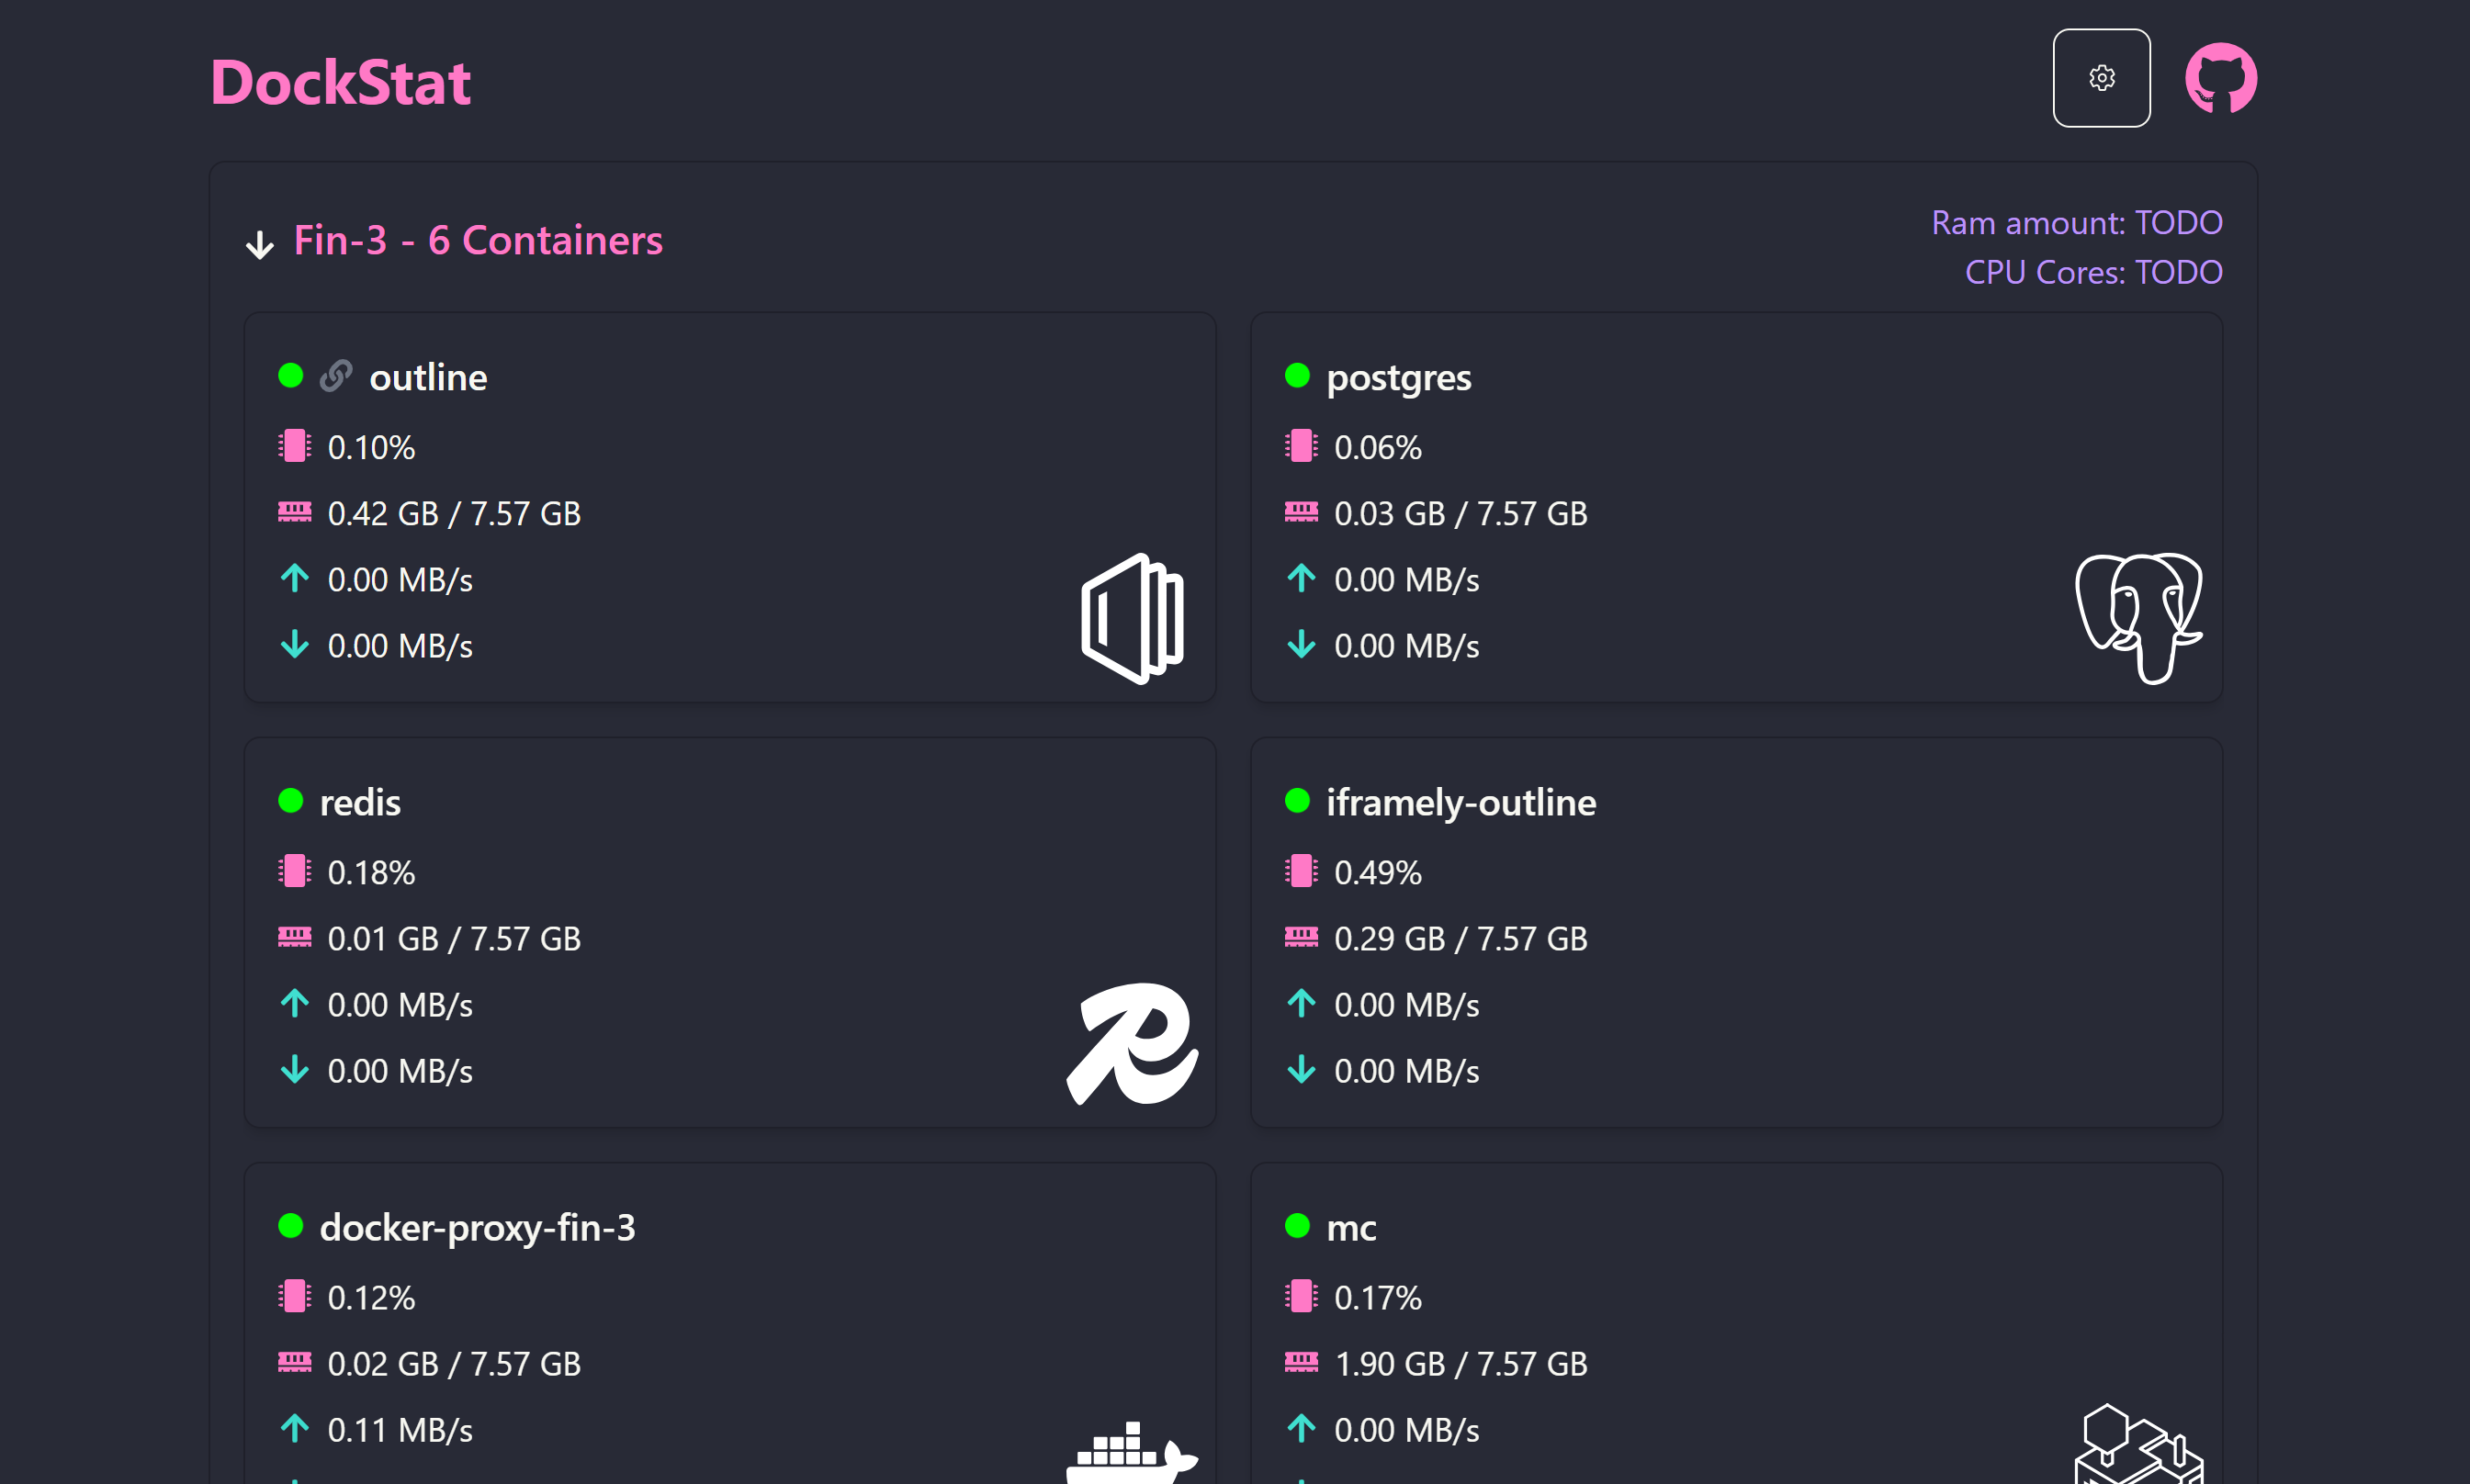 DockStat
Fin-3 - 6 Containers
Ram amount: TODO
CPU Cores: TODO
outline
0.10%
0.42 GB / 7.57 GB
0.00 MB/s
0.00 MB/s
postgres
0.06%
0.03 GB / 7.57 GB
0.00 MB/s
0.00 MB/s
redis
0.18%
0.01 GB / 7.57 GB
0.00 MB/s
0.00 MB/s
iframely-outline
0.49%
0.29 GB / 7.57 GB
0.00 MB/s
0.00 MB/s
docker-proxy-fin-3
0.12%
0.02 GB / 7.57 GB
0.11 MB/s
mc
0.17%
1.90 GB / 7.57 GB
0.00 MB/s